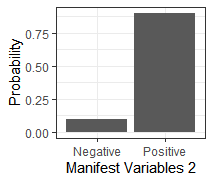 Probability
0.75
0.50
0.25
0.00
Negative Positive
Manifest Variables 2